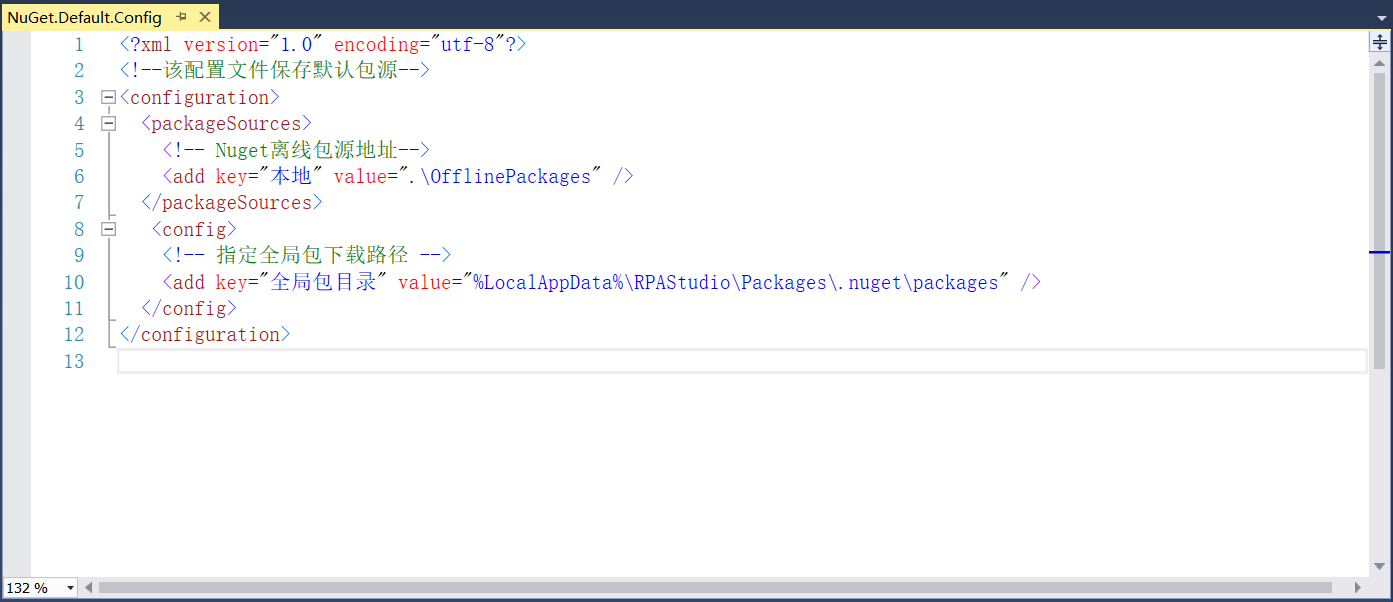 NuGet.Default.Config
1 <?xml version="1.0" encoding="utf-8"?>
2 <!--该配置文件保存默认包源-->
3 <configuration>
4 <packageSources>
5 <!-- Nuget离线包源地址-->
6 <add key="本地" value=".\OfflinePackages" />
7 </packageSources>
8 <config>
9 <!-- 指定全局包下载路径 -->
10 <add key="全局包目录" value="%LocalAppData%\RPAStudio\Packages\.nuget\packages" />
11 </config>
12 </configuration>
13
132 %